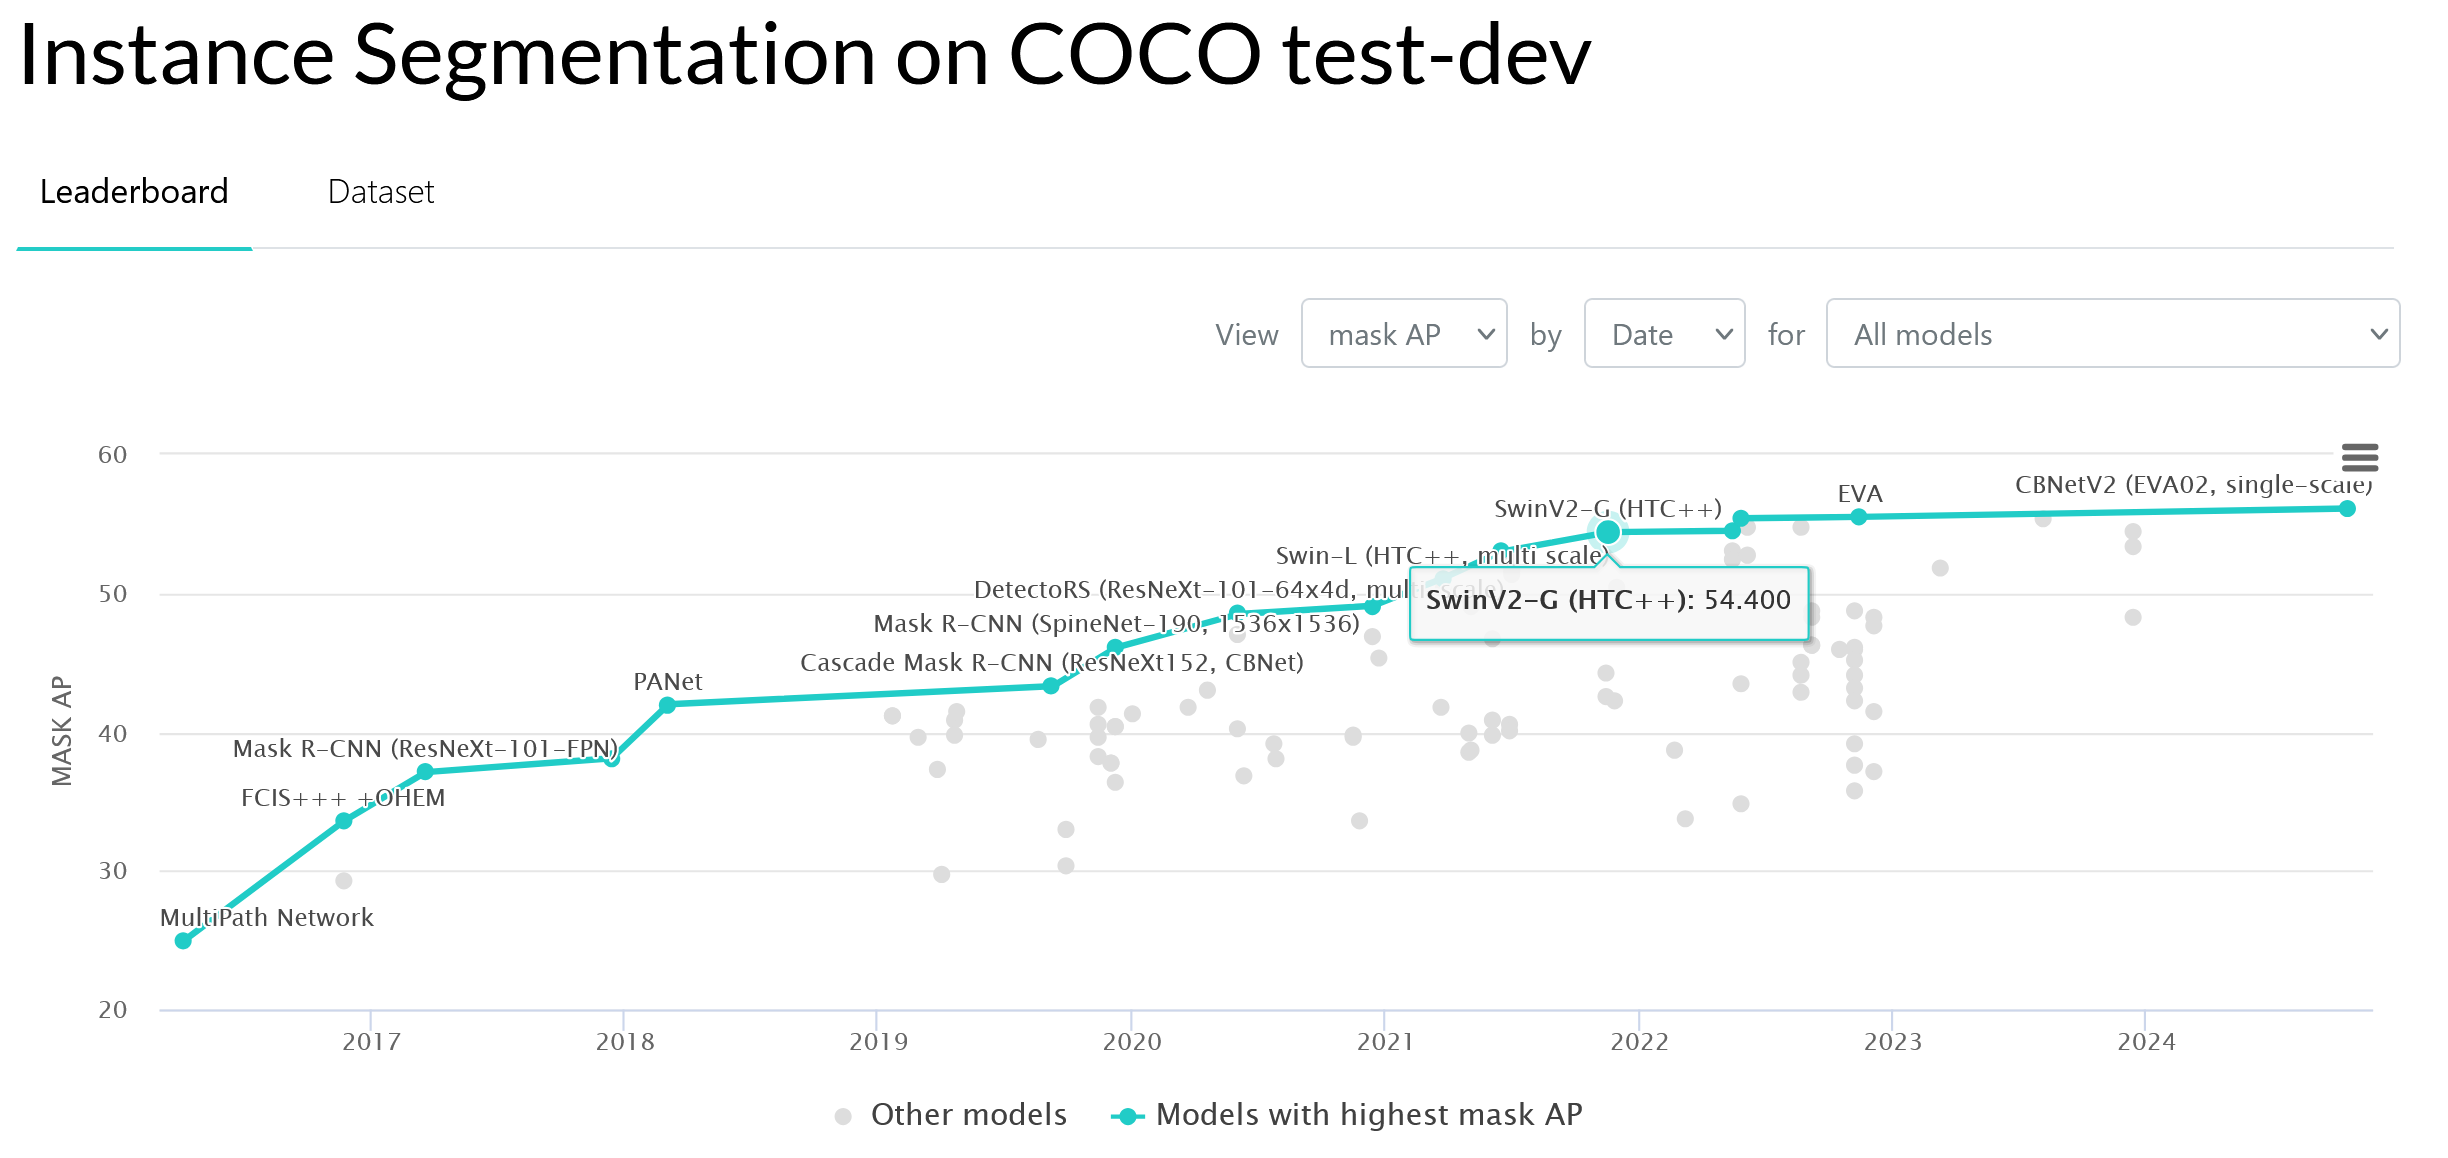 Instance Segmentation on COCO test-dev
Leaderboard Dataset
View mask AP by Date for All models
60
50
40
30
20
MASK AP
CBNetV2 (EVA02, single-scale)
EVA
SwinV2-G (HTC++)
Swin-L (HTC++, multi scale)
DetectoRS (ResNeXt-101-64x4d, multi-scale)
SwinV2-G (HTC++): 54.400
Mask R-CNN (SpineNet-190, 1536x1536)
Cascade Mask R-CNN (ResNeXt152, CBNet)
PANet
Mask R-CNN (ResNeXt-101-FPN)
FCIS+++ +OHEM
MultiPath Network
2017 2018 2019 2020 2021 2022 2023 2024
Other models Models with highest mask AP